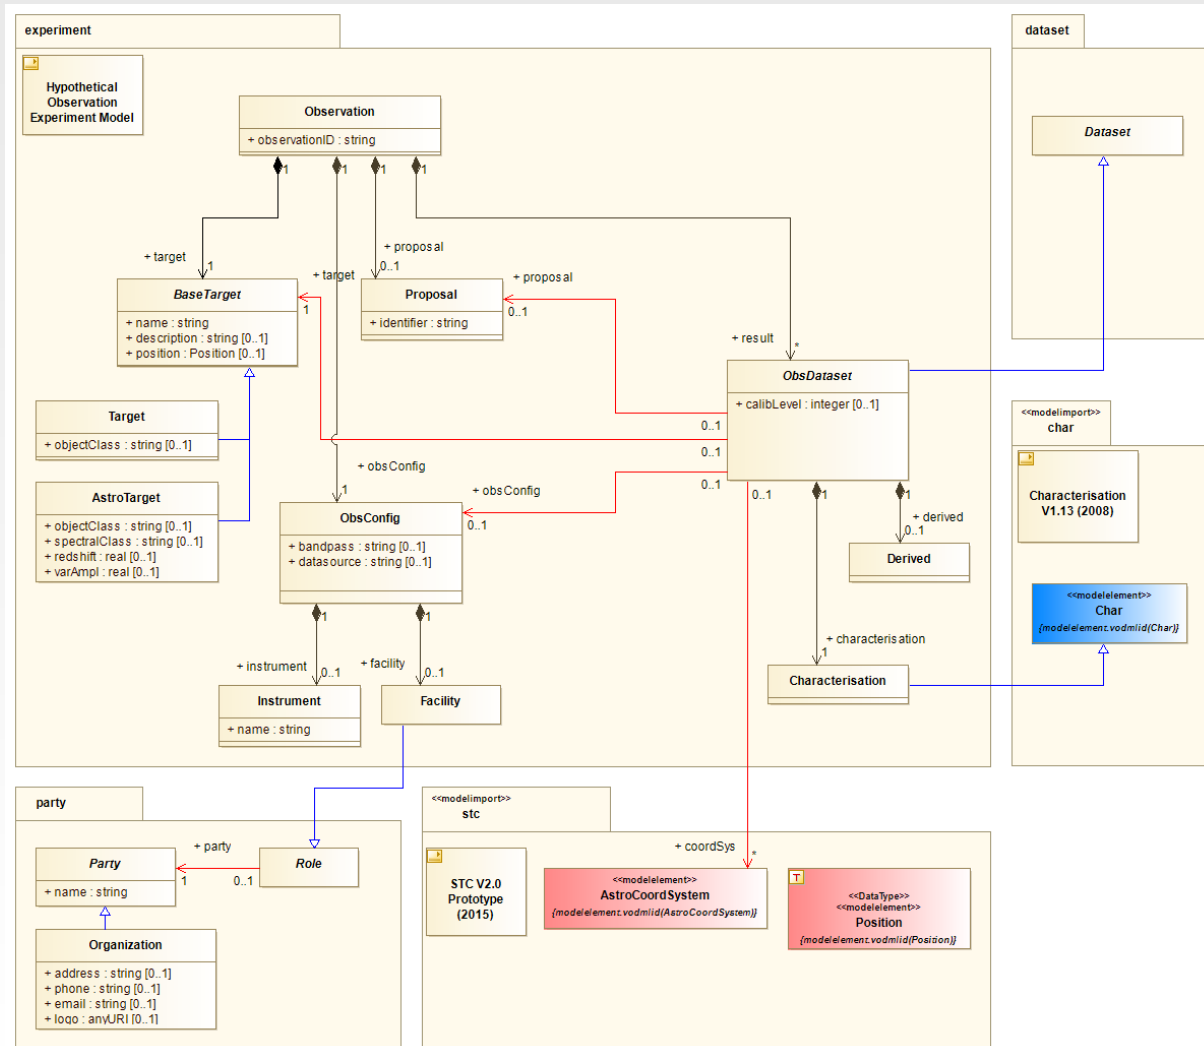 experiment
Hypothetical
Observation
Experiment Model
Observation
+ observationID : string
1
1
1
1
+ target
1
+ target
+ proposal
0..1
+ proposal
0..1
BaseTarget
+ name : string
+ description : string [0..1]
+ position : Position [0..1]
1
Proposal
+ identifier : string
+ result
*
ObsDataset
+ calibLevel : integer [0..1]
0..1
0..1
0..1
0..1
1
1
Target
+ objectClass : string [0..1]
AstroTarget
+ objectClass : string [0..1]
+ spectralClass : string [0..1]
+ redshift : real [0..1]
+ varAmpl : real [0..1]
+ obsConfig
1
+ obsConfig
0..1
ObsConfig
+ bandpass : string [0..1]
+ datasource : string [0..1]
1
1
+ derived
0..1
Derived
+ instrument
0..1
+ facility
0..1
Instrument
+ name : string
Facility
+ characterisation
1
Characterisation
dataset
Dataset
<<modelimport>>
char
Characterisation
V1.13 (2008)
<<modelelement>>
Char
{modelelement.vodmlid(Char)}
party
Party
+ name : string
+ party
1
0..1
Role
Organization
+ address : string [0..1]
+ phone : string [0..1]
+ email : string [0..1]
+ logo : anyURI [0..1]
<<modelimport>>
stc
STC V2.0
Prototype
(2015)
+ coordSys
*
<<modelelement>>
AstroCoordSystem
{modelelement.vodmlid(AstroCoordSystem)}
T
<<DataType>>
<<modelelement>>
Position
{modelelement.vodmlid(Position)}